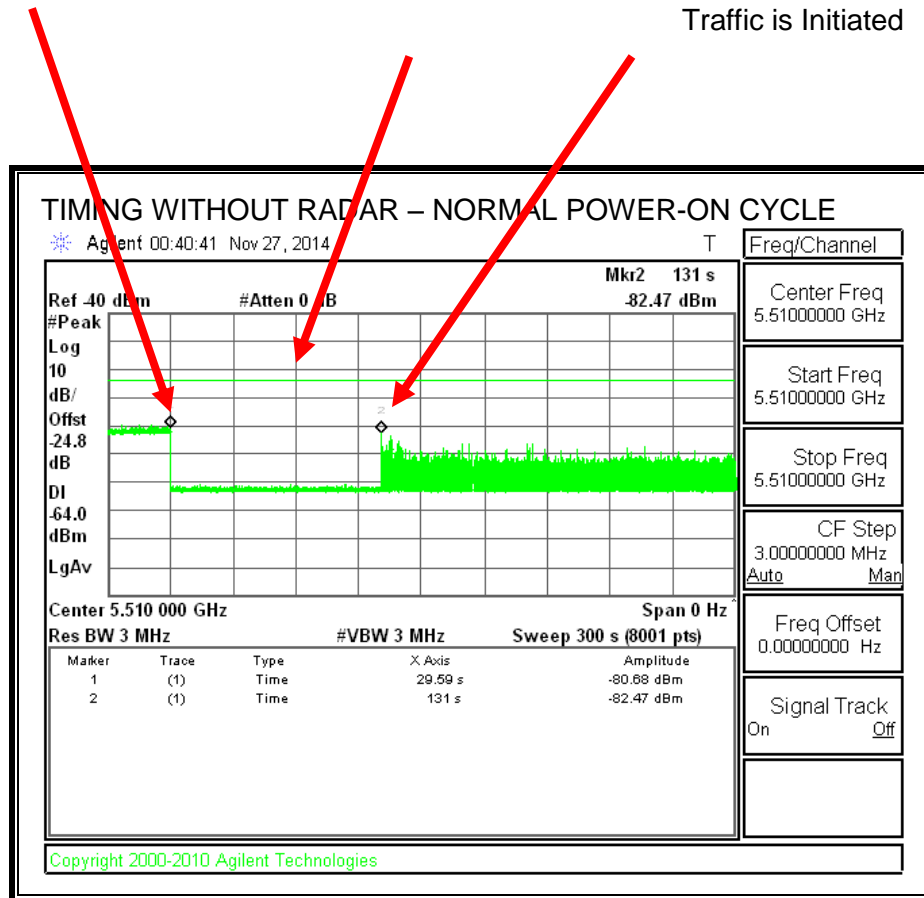 Traffic is Initiated
TIMING WITHOUT RADAR – NORMAL POWER-ON CYCLE
Agilent 00:40:41 Nov 27, 2014 T
Mkr2 131 s
Ref -40 dBm #Atten 0 dB -82.47 dBm
#Peak
Log
10
dB/
Offst
-24.8
dB
DI
-64.0
dBm
LgAv
2
Center 5.510 000 GHz Span 0 Hz
Res BW 3 MHz #VBW 3 MHz Sweep 300 s (8001 pts)
Marker Trace Type X Axis Amplitude
1 (1) Time 29.59 s -80.68 dBm
2 (1) Time 131 s -82.47 dBm
Freq/Channel
Center Freq
5.51000000 GHz
Start Freq
5.51000000 GHz
Stop Freq
5.51000000 GHz
CF Step
3.00000000 MHz
Auto Man
Freq Offset
0.00000000 Hz
Signal Track
On Off
Copyright 2000-2010 Agilent Technologies